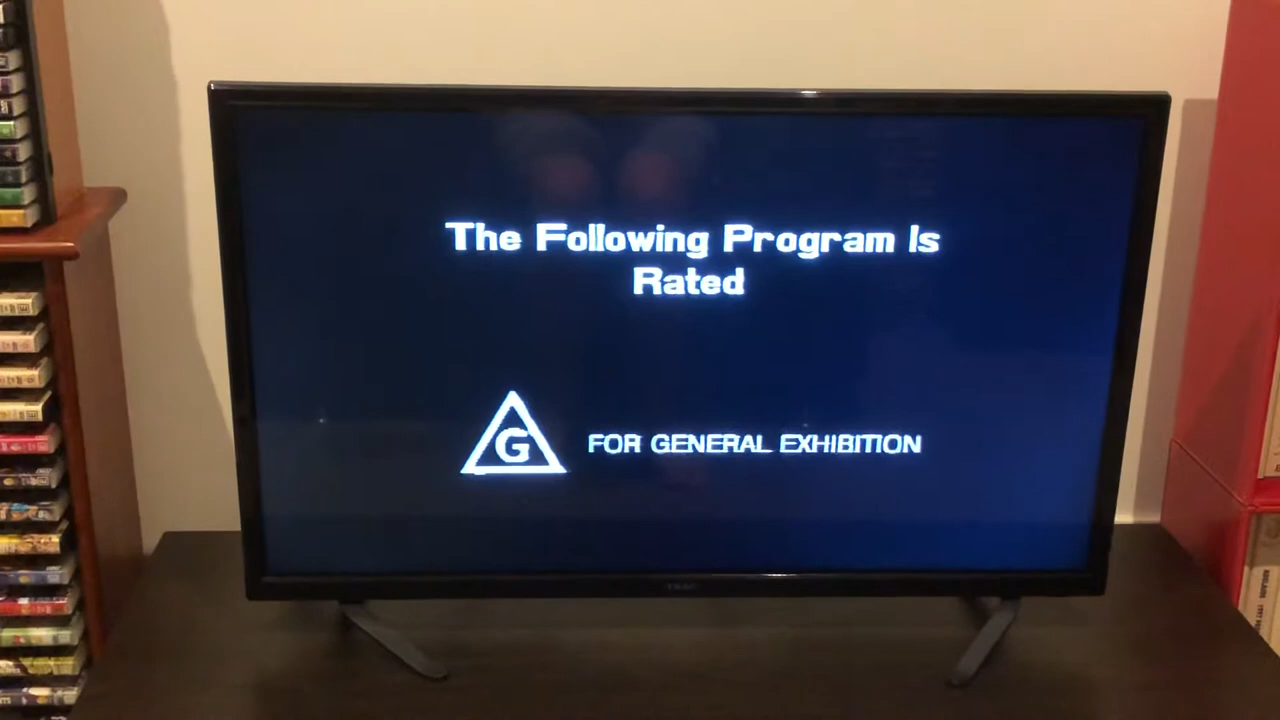 The Following Program Is
Rated
G
FOR GENERAL EXHIBITION